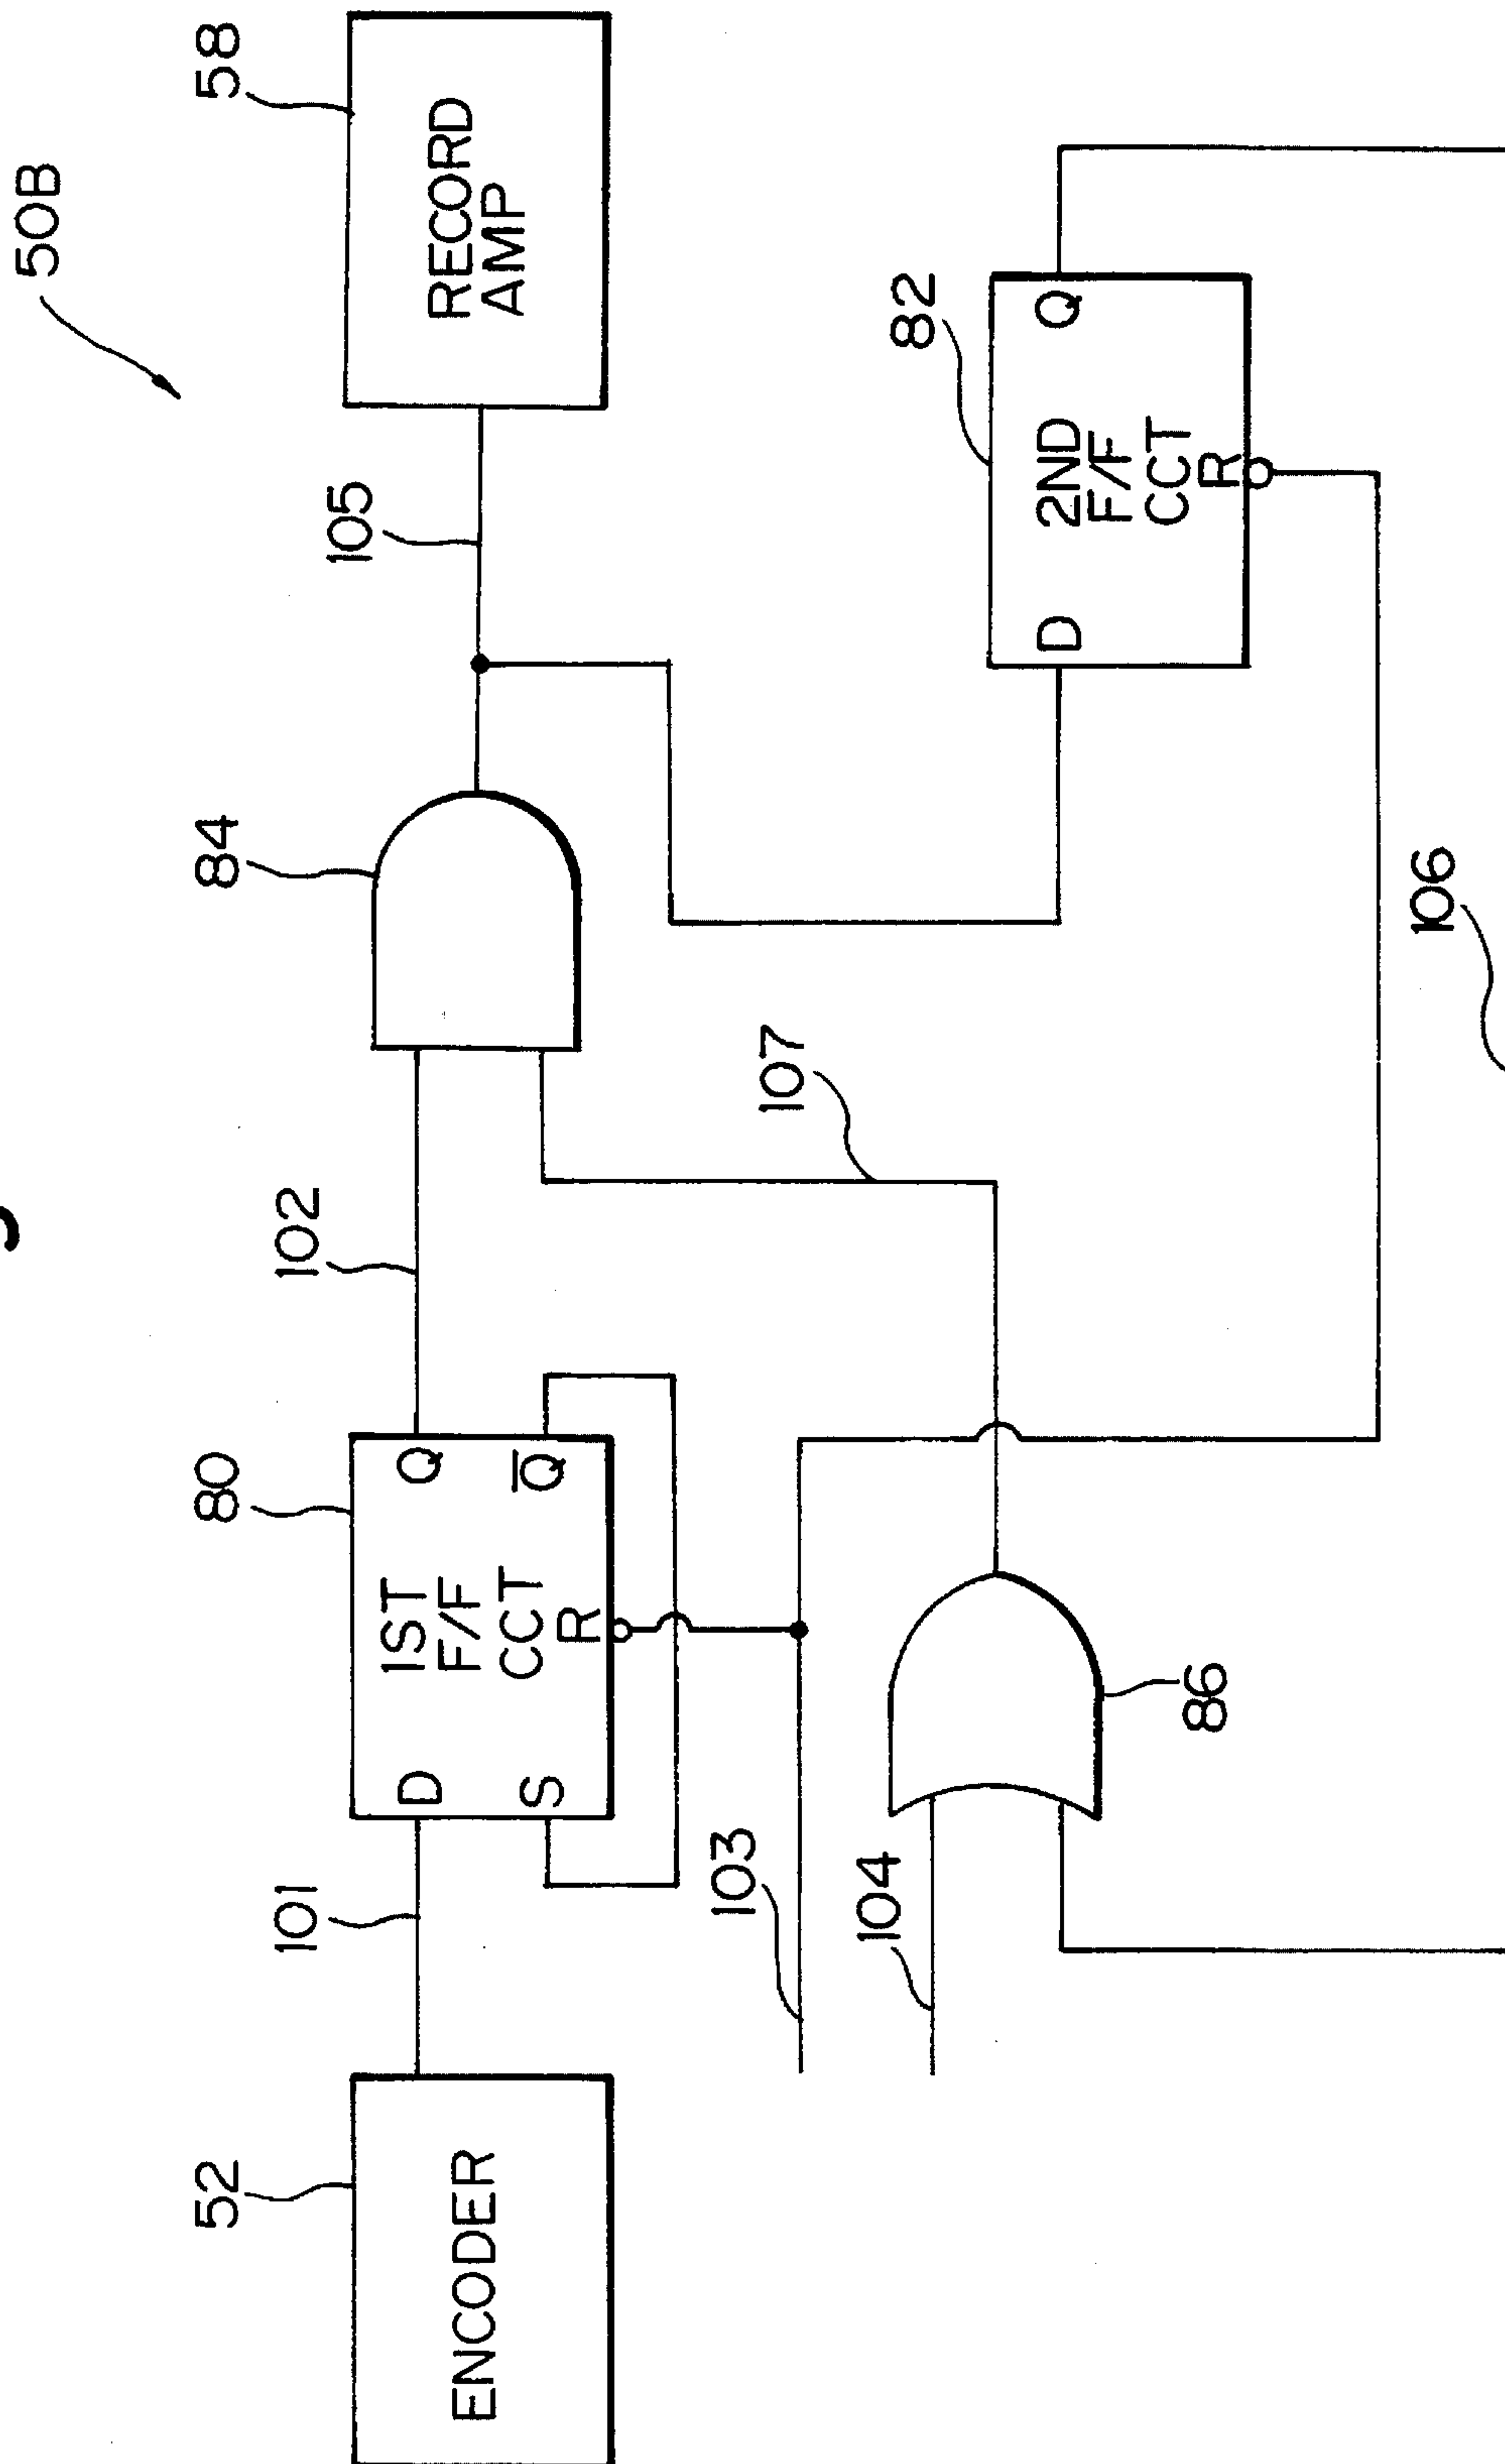 50B
52
ENCODER
101
80
1ST
F/F
CCT
D
S
Q
Q̅
R
102
84
105
58
RECORD
AMP
103
104
86
107
82
2ND
F/F
CCT
D
Q
R
106